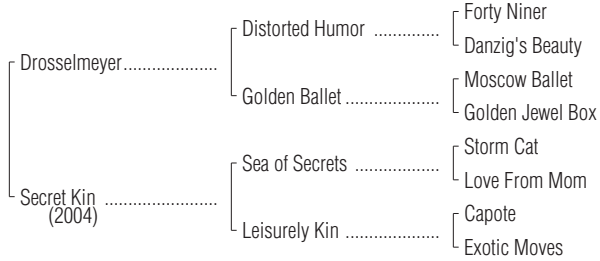 Forty Niner
Distorted Humor ..............
Danzig's Beauty
Drosselmeyer....................
Moscow Ballet
Golden Ballet....................
Golden Jewel Box
Storm Cat
Sea of Secrets ..................
Love From Mom
Secret Kin ........................
(2004)
Capote
Leisurely Kin ....................
Exotic Moves